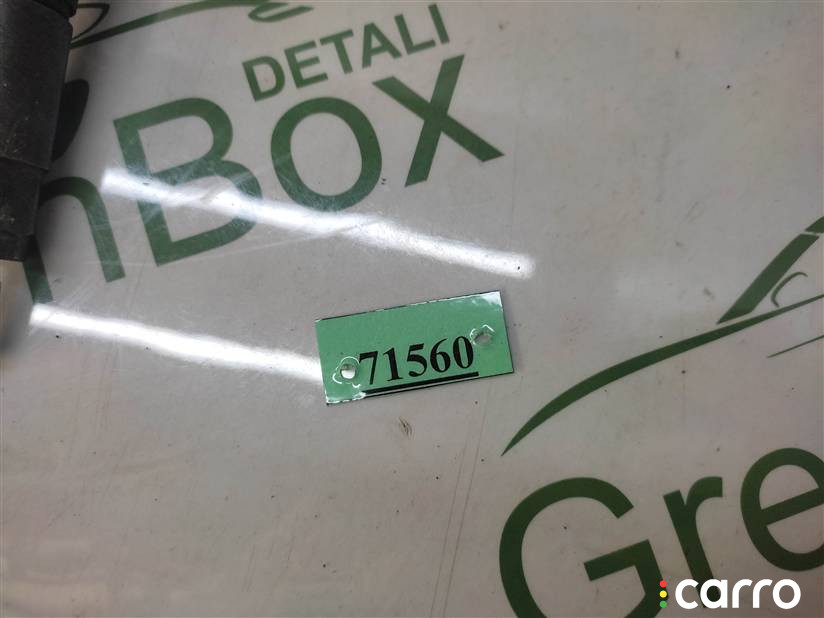 DETALI
nBox
71560
Gre
carro